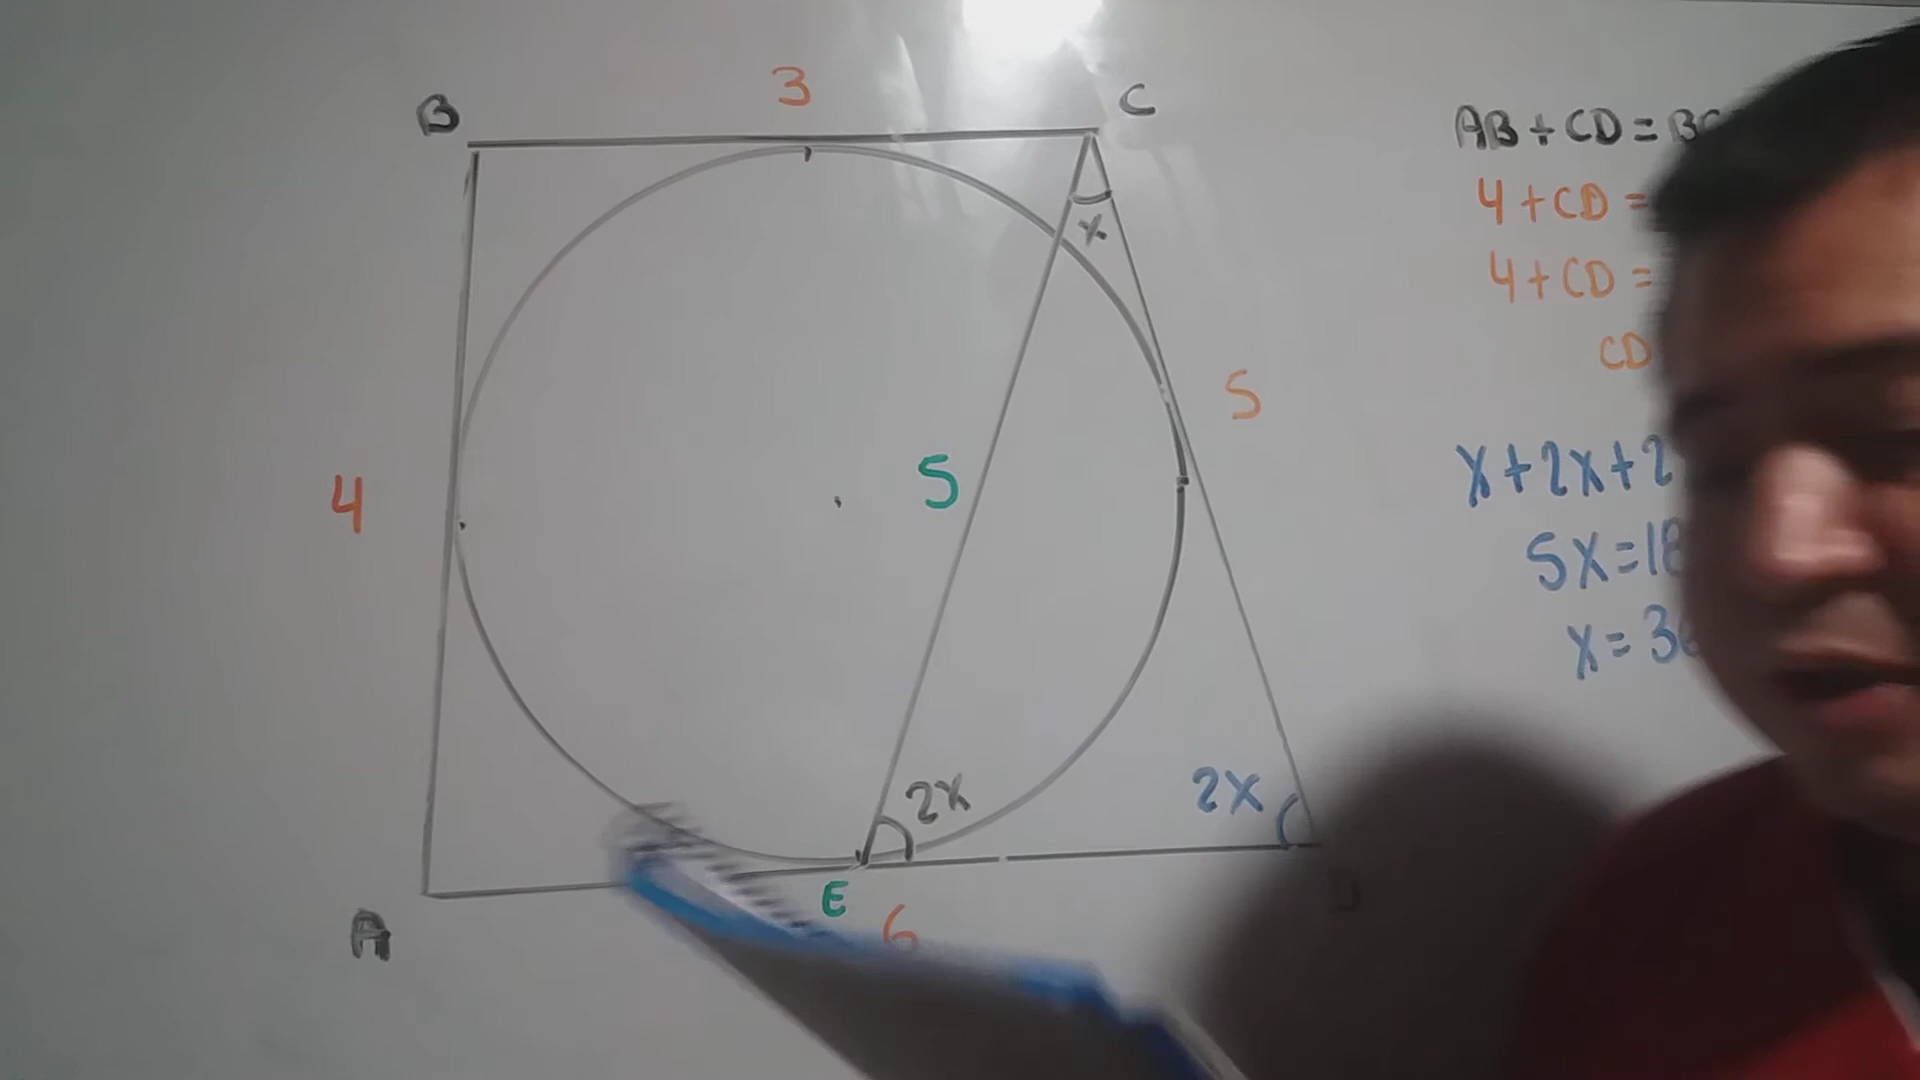 3
B
C
x
5
5
4
2x
2x
E
6
A
D
AB + CD = BC
4 + CD =
4 + CD =
CD
x + 2x + 2
5x = 18
x = 36